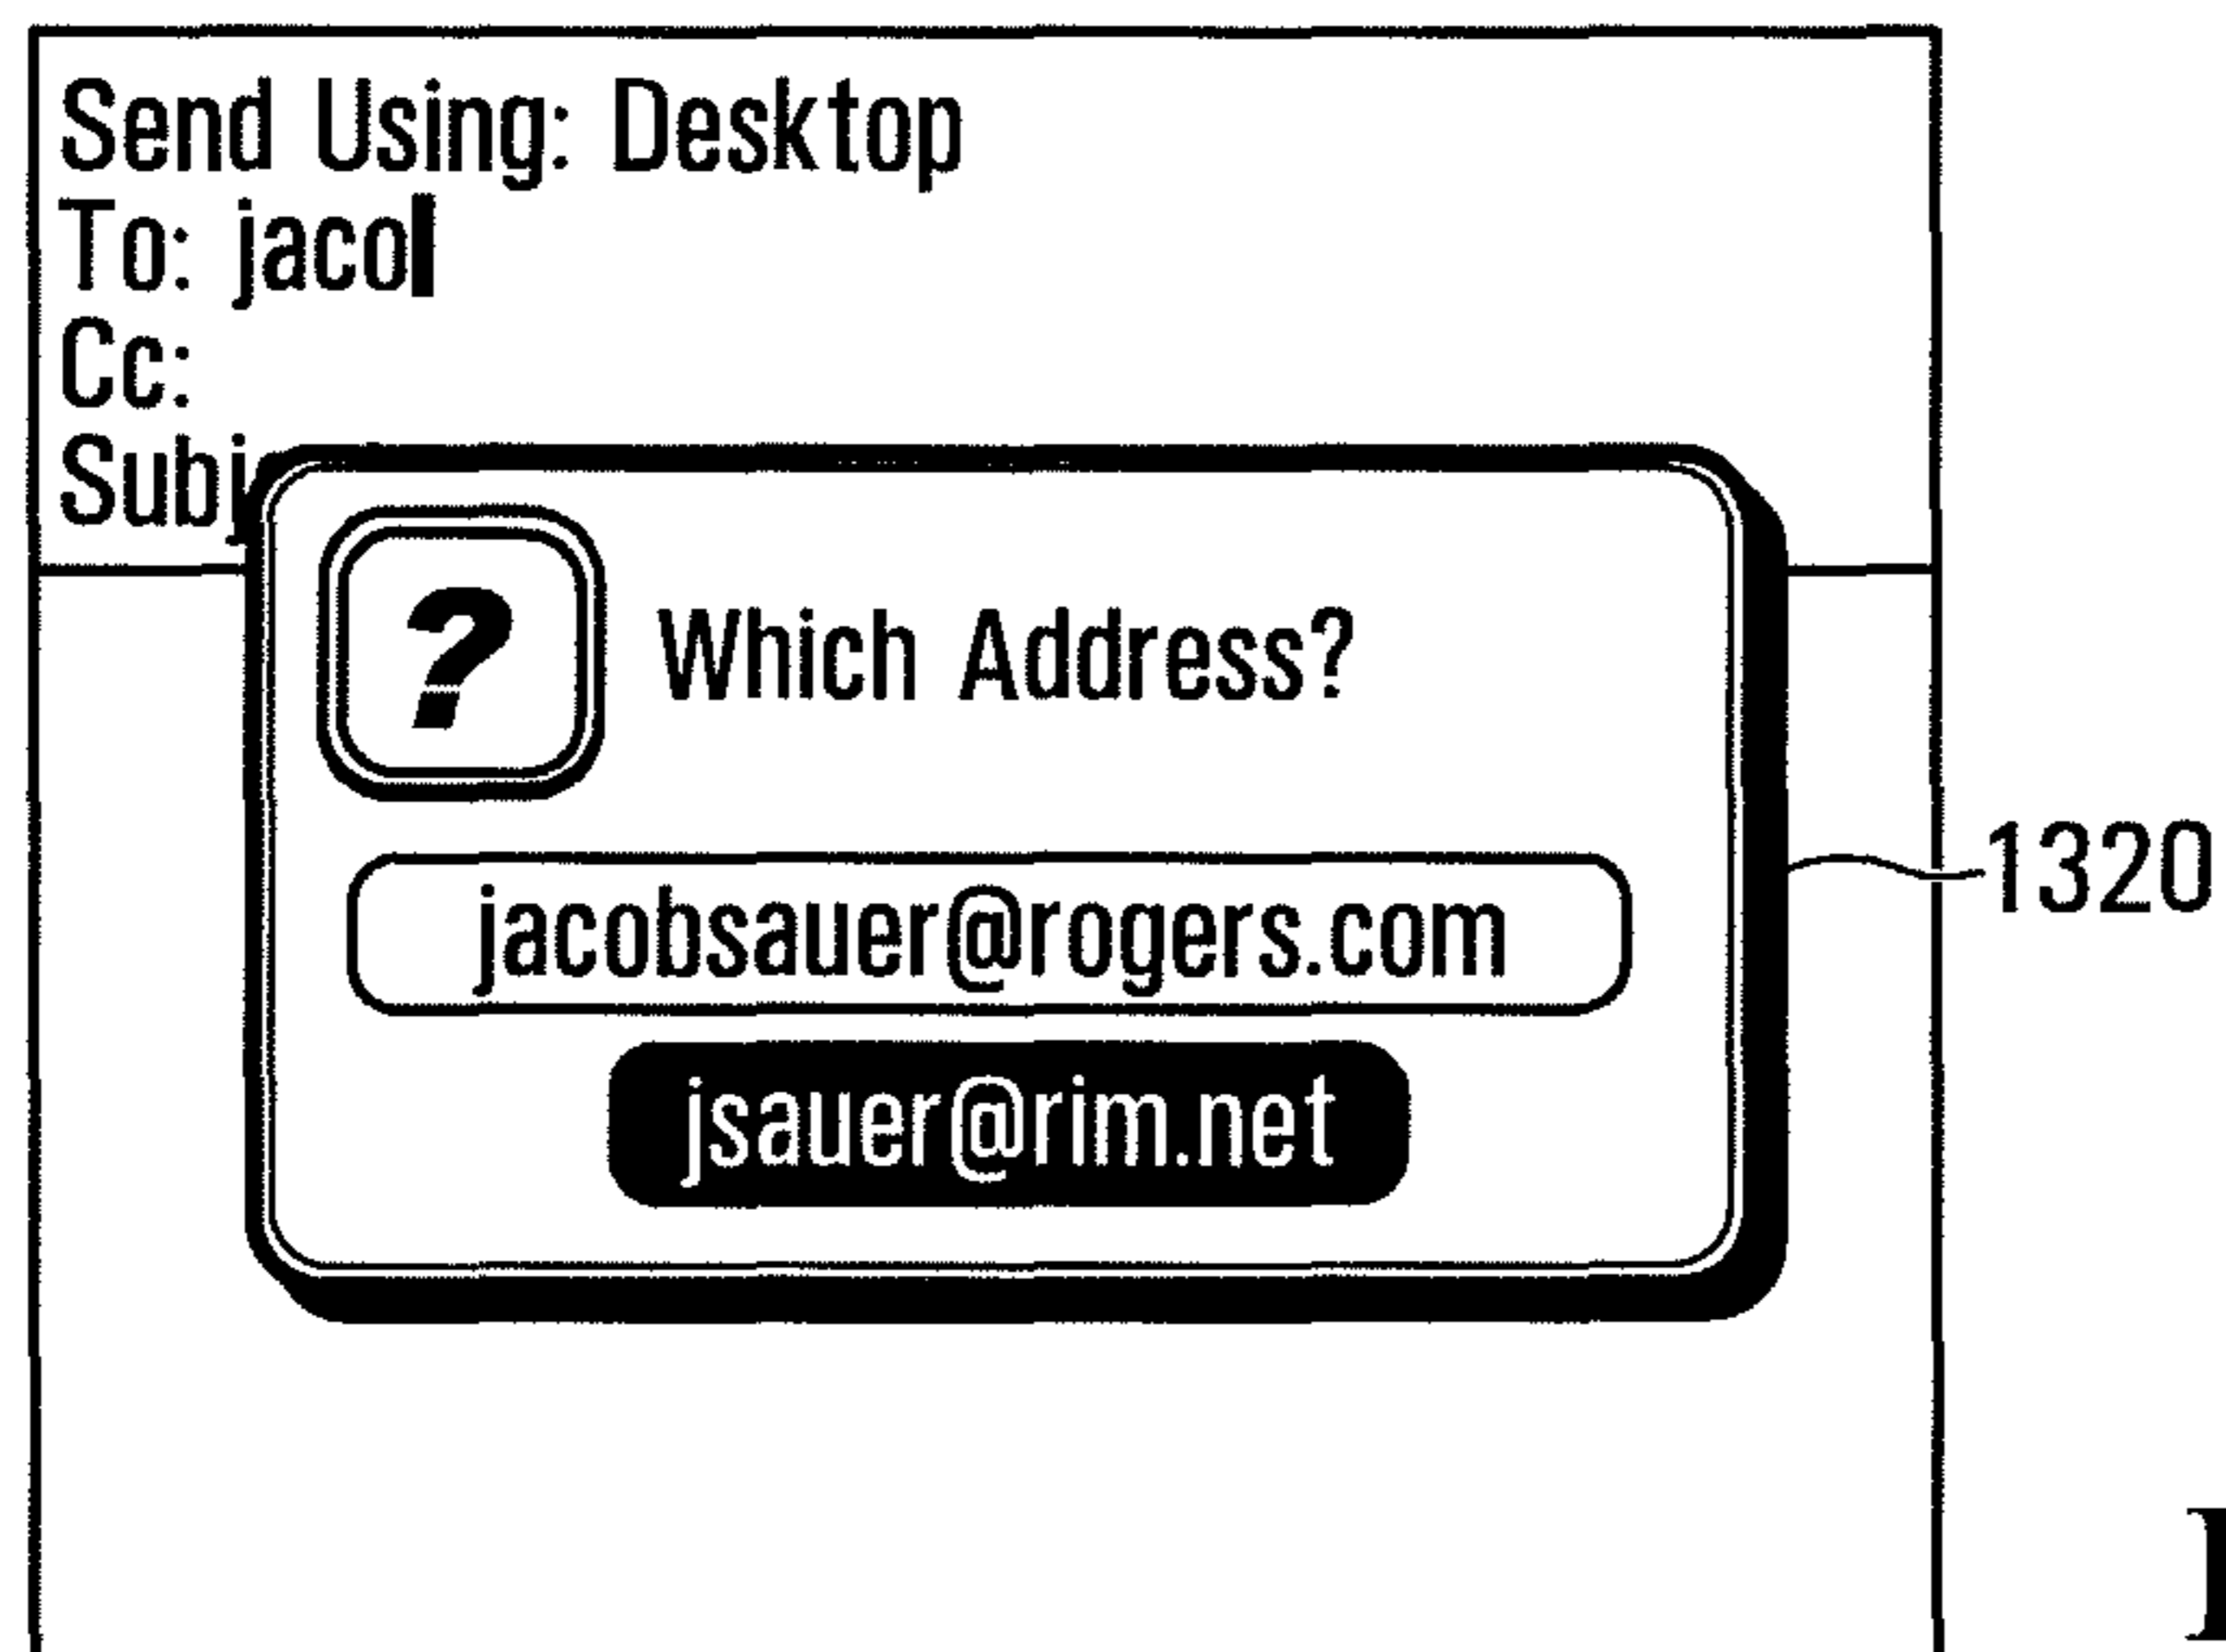 Send Using: Desktop
To: jaco
Cc:
Subj
? Which Address?
jacobsauer@rogers.com
1320
jsauer@rim.net